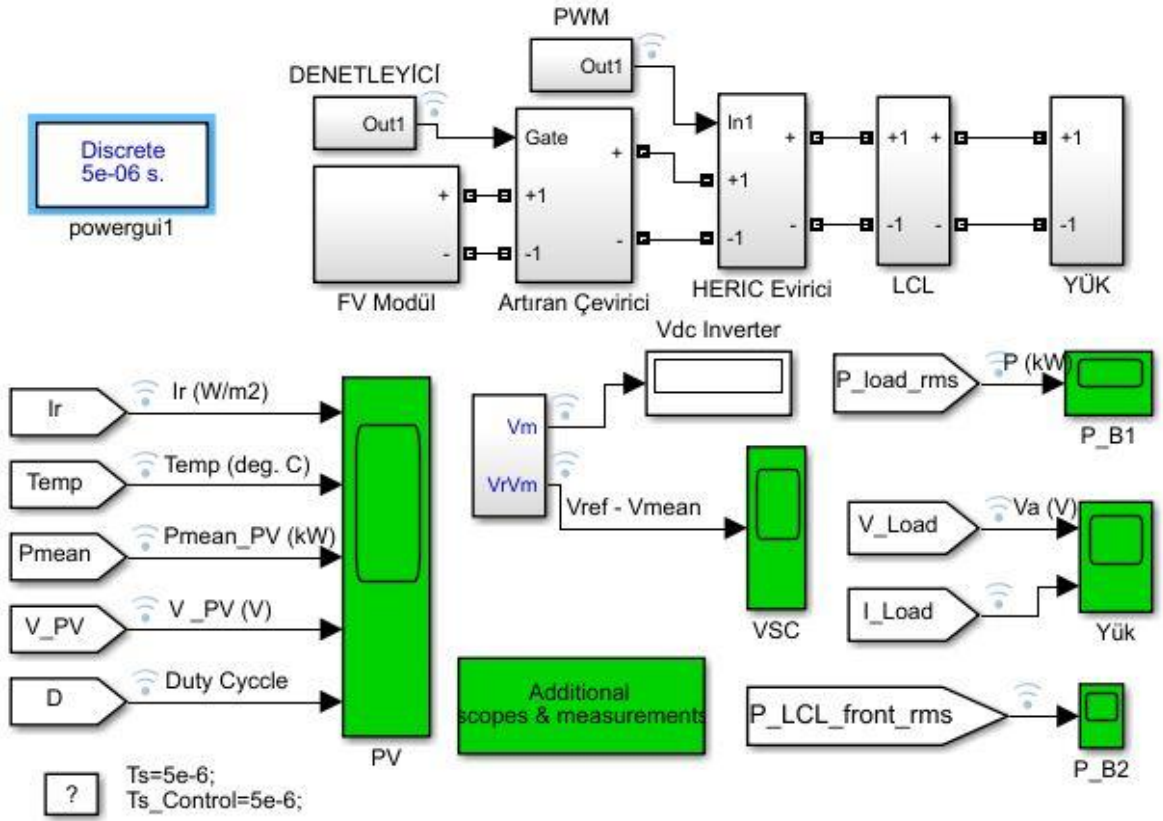 PWM
Out1
DENETLEYİCİ
Out1
Discrete
5e-06 s.
powergui1
+
-
FV Modül
Gate
+1
-1
+
-
Artıran Çevirici
In1
+1
-1
+
-
HERIC Evirici
+1
-1
+
-
LCL
+1
-1
YÜK
Ir
Ir (W/m2)
Temp
Temp (deg. C)
Pmean
Pmean_PV (kW)
V_PV
V _PV (V)
D
Duty Cyccle
PV
Vdc Inverter
Vm
VrVm
Vref - Vmean
VSC
P_load_rms
P (kW)
P_B1
V_Load
Va (V)
I_Load
Yük
Additional
scopes & measurements
P_LCL_front_rms
P_B2
?
Ts=5e-6;
Ts_Control=5e-6;